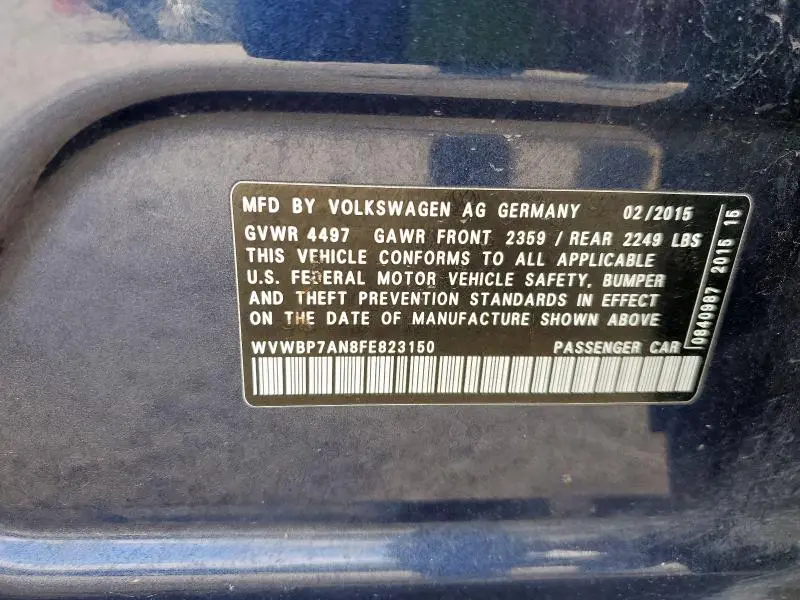 MFD BY VOLKSWAGEN AG GERMANY 02/2015
GVWR 4497 GAWR FRONT 2359 / REAR 2249 LBS
THIS VEHICLE CONFORMS TO ALL APPLICABLE
U.S. FEDERAL MOTOR VEHICLE SAFETY, BUMPER
AND THEFT PREVENTION STANDARDS IN EFFECT
ON THE DATE OF MANUFACTURE SHOWN ABOVE
WVWBP7AN8FE823150 PASSENGER CAR
0840987 2015 15